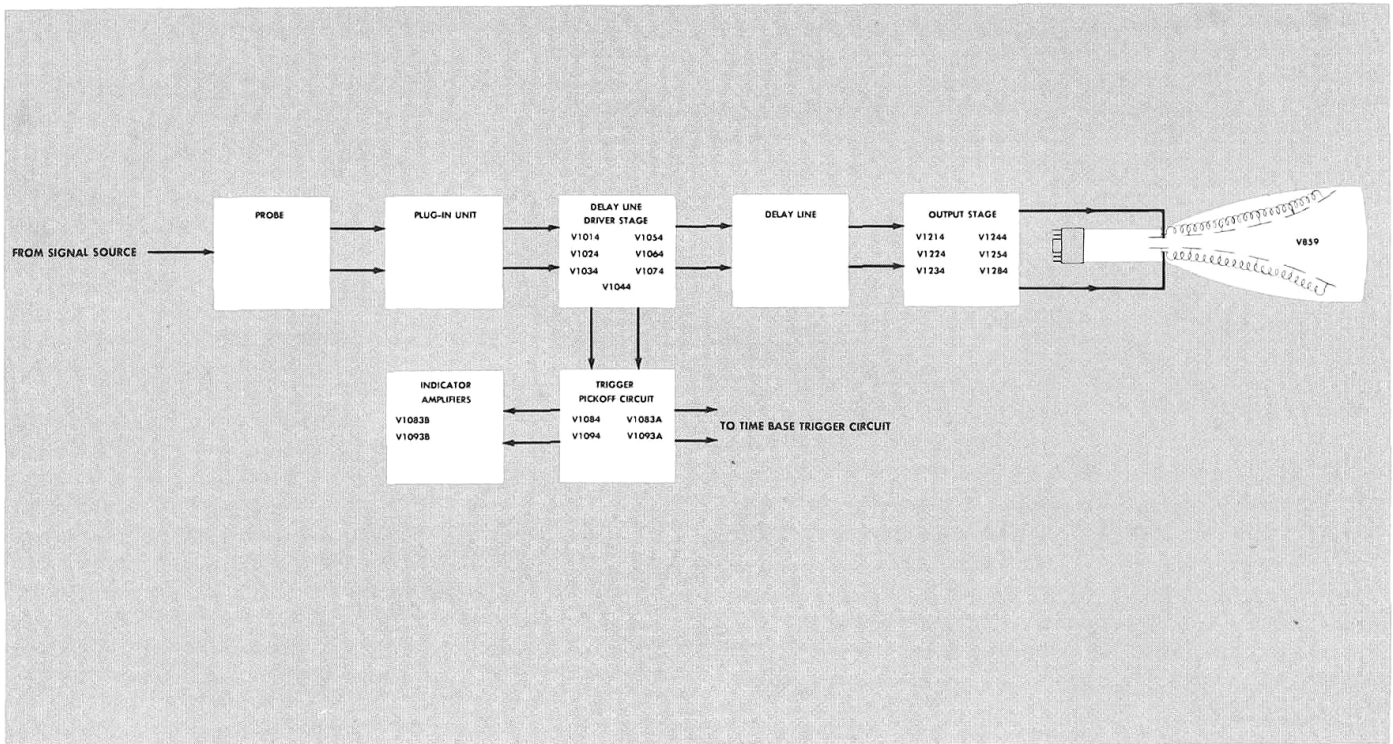 FROM SIGNAL SOURCE
PROBE
PLUG-IN UNIT
DELAY LINE
DRIVER STAGE
V1014 V1054
V1024 V1064
V1034 V1074
V1044
DELAY LINE
OUTPUT STAGE
V1214 V1244
V1224 V1254
V1234 V1284
V859
INDICATOR
AMPLIFIERS
V1083B
V1093B
TRIGGER
PICKOFF CIRCUIT
V1084 V1083A
V1094 V1093A
TO TIME BASE TRIGGER CIRCUIT